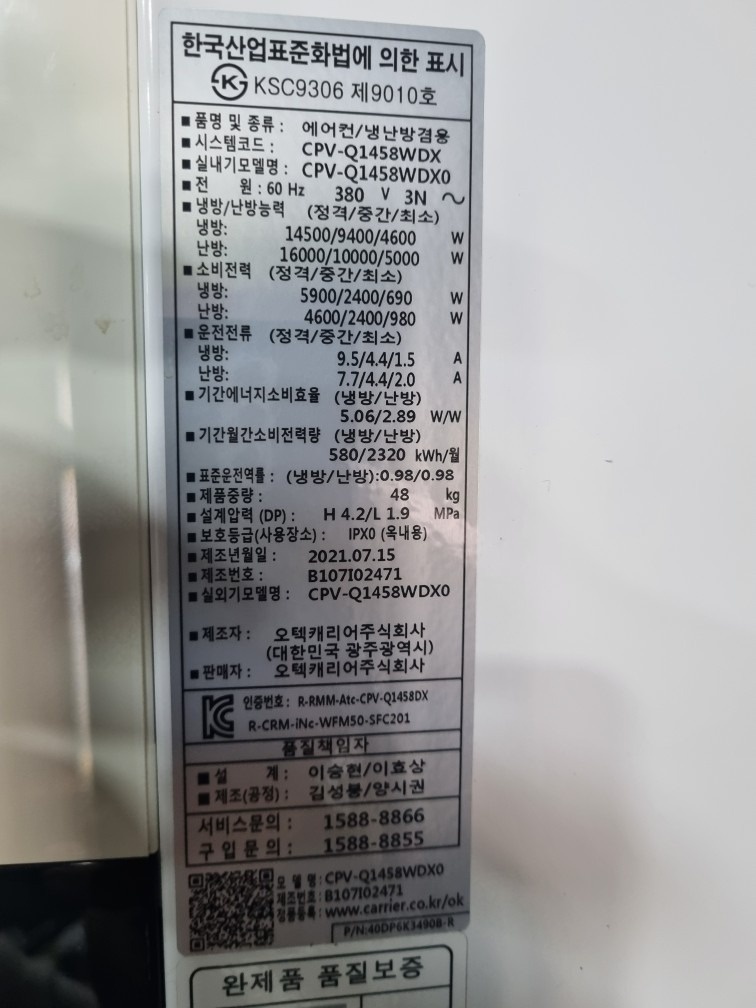 한국산업표준화법에 의한 표시
KSC9306 제9010호
■ 품명 및 종류 : 에어컨/냉난방겸용
■ 시스템코드 : CPV-Q1458WDX
■ 실내기모델명 : CPV-Q1458WDX0
■ 전 원 : 60 Hz 380 V 3N ～
■ 냉방/난방능력 (정격/중간/최소)
냉방: 14500/9400/4600 W
난방: 16000/10000/5000 W
■ 소비전력 (정격/중간/최소)
냉방: 5900/2400/690 W
난방: 4600/2400/980 W
■ 운전전류 (정격/중간/최소)
냉방: 9.5/4.4/1.5 A
난방: 7.7/4.4/2.0 A
■ 기간에너지소비효율 (냉방/난방)
5.06/2.89 W/W
■ 기간월간소비전력량 (냉방/난방)
580/2320 kWh/월
■ 표준운전역률 : (냉방/난방):0.98/0.98
■ 제품중량 : 48 kg
■ 설계압력 (DP) : H 4.2/L 1.9 MPa
■ 보호등급(사용장소) : IPX0 (옥내용)
■ 제조년월일 : 2021.07.15
■ 제조번호 : B107I02471
■ 실외기모델명 : CPV-Q1458WDX0
■ 제조자 : 오텍캐리어주식회사
(대한민국 광주광역시)
■ 판매자 : 오텍캐리어주식회사
인증번호 : R-RMM-Atc-CPV-Q1458DX
R-CRM-iNc-WFM50-SFC201
품질책임자
■ 설 계 : 이승현/이효상
■ 제조(공정) : 김성봉/양시권
서비스문의 : 1588-8866
구입문의 : 1588-8855
모 델 명 : CPV-Q1458WDX0
제조번호 : B107I02471
정품등록 : www.carrier.co.kr/ok
P/N:40DP6K3490B-R
완제품 품질보증